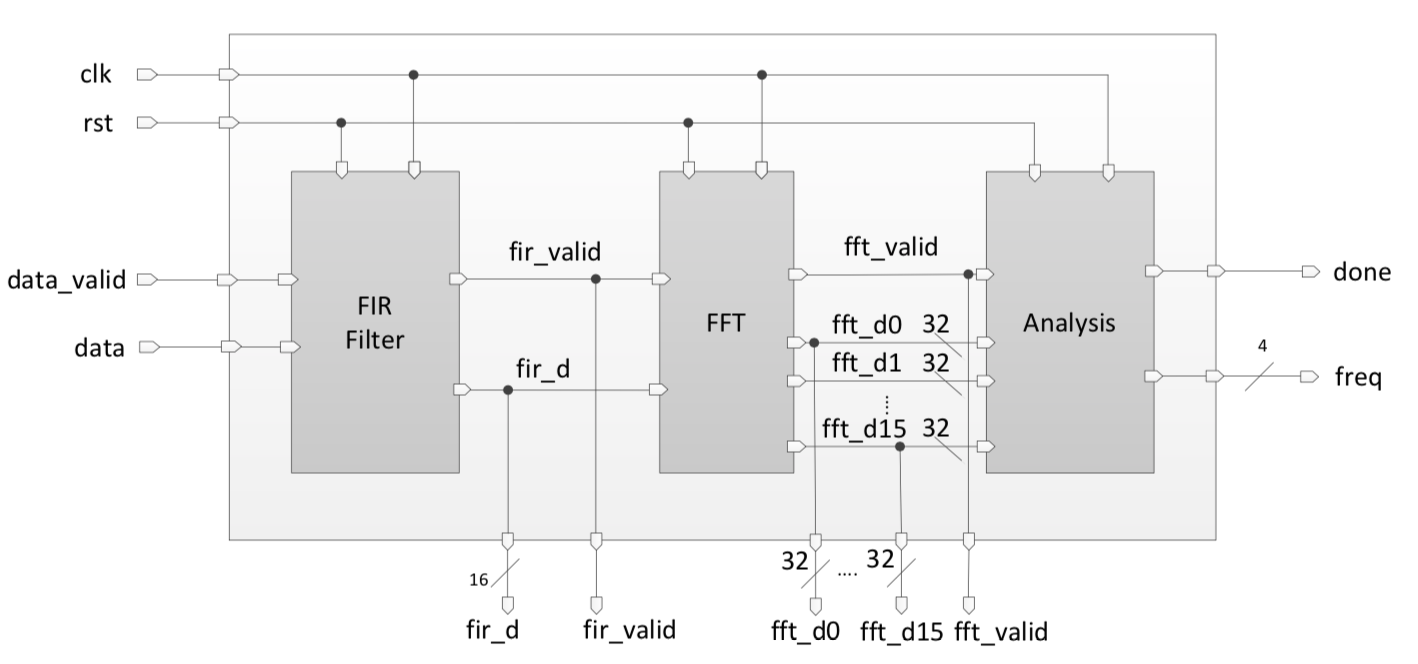 clk
rst
data_valid
data
FIR
Filter
fir_valid
fir_d
FFT
fft_valid
fft_d0 32
fft_d1 32
fft_d15 32
Analysis
done
4
freq
16
32
....
32
fir_d
fir_valid
fft_d0
fft_d15
fft_valid